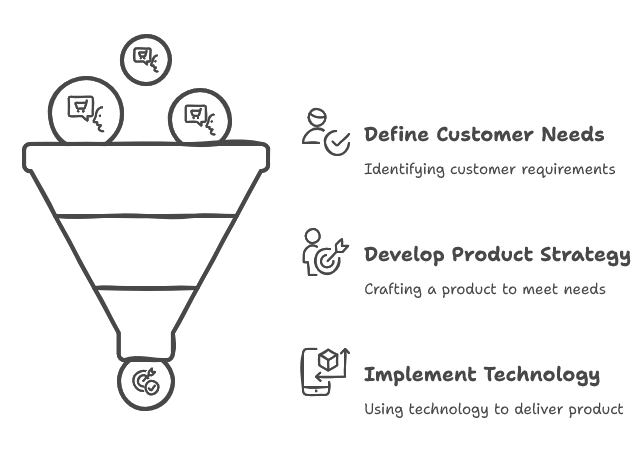 Define Customer Needs
Identifying customer requirements
Develop Product Strategy
Crafting a product to meet needs
Implement Technology
Using technology to deliver product